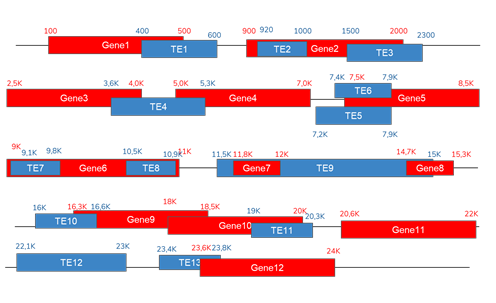 100 400 500 600 900 920 1000 1500 2000 2300
Gene1 TE1 TE2 Gene2 TE3
2,5K 3,6K 4,0K 5,0K 5,3K 7,0K 7,4K 7,5K 7,9K 8,5K
Gene3 TE4 Gene4 TE6 Gene5
TE5
7,2K 7,9K
9K 9,1K 9,8K 10,5K 10,9K 11K 11,5K 11,8K 12K 14,7K 15K 15,3K
TE7 Gene6 TE8 Gene7 TE9 Gene8
16K 16,3K 16,6K 18K 18,5K 19K 20K 20,3K 20,6K 22K
TE10 Gene9 Gene10 TE11 Gene11
22,1K 23K 23,4K 23,6K 23,8K 24K
TE12 TE13 Gene12